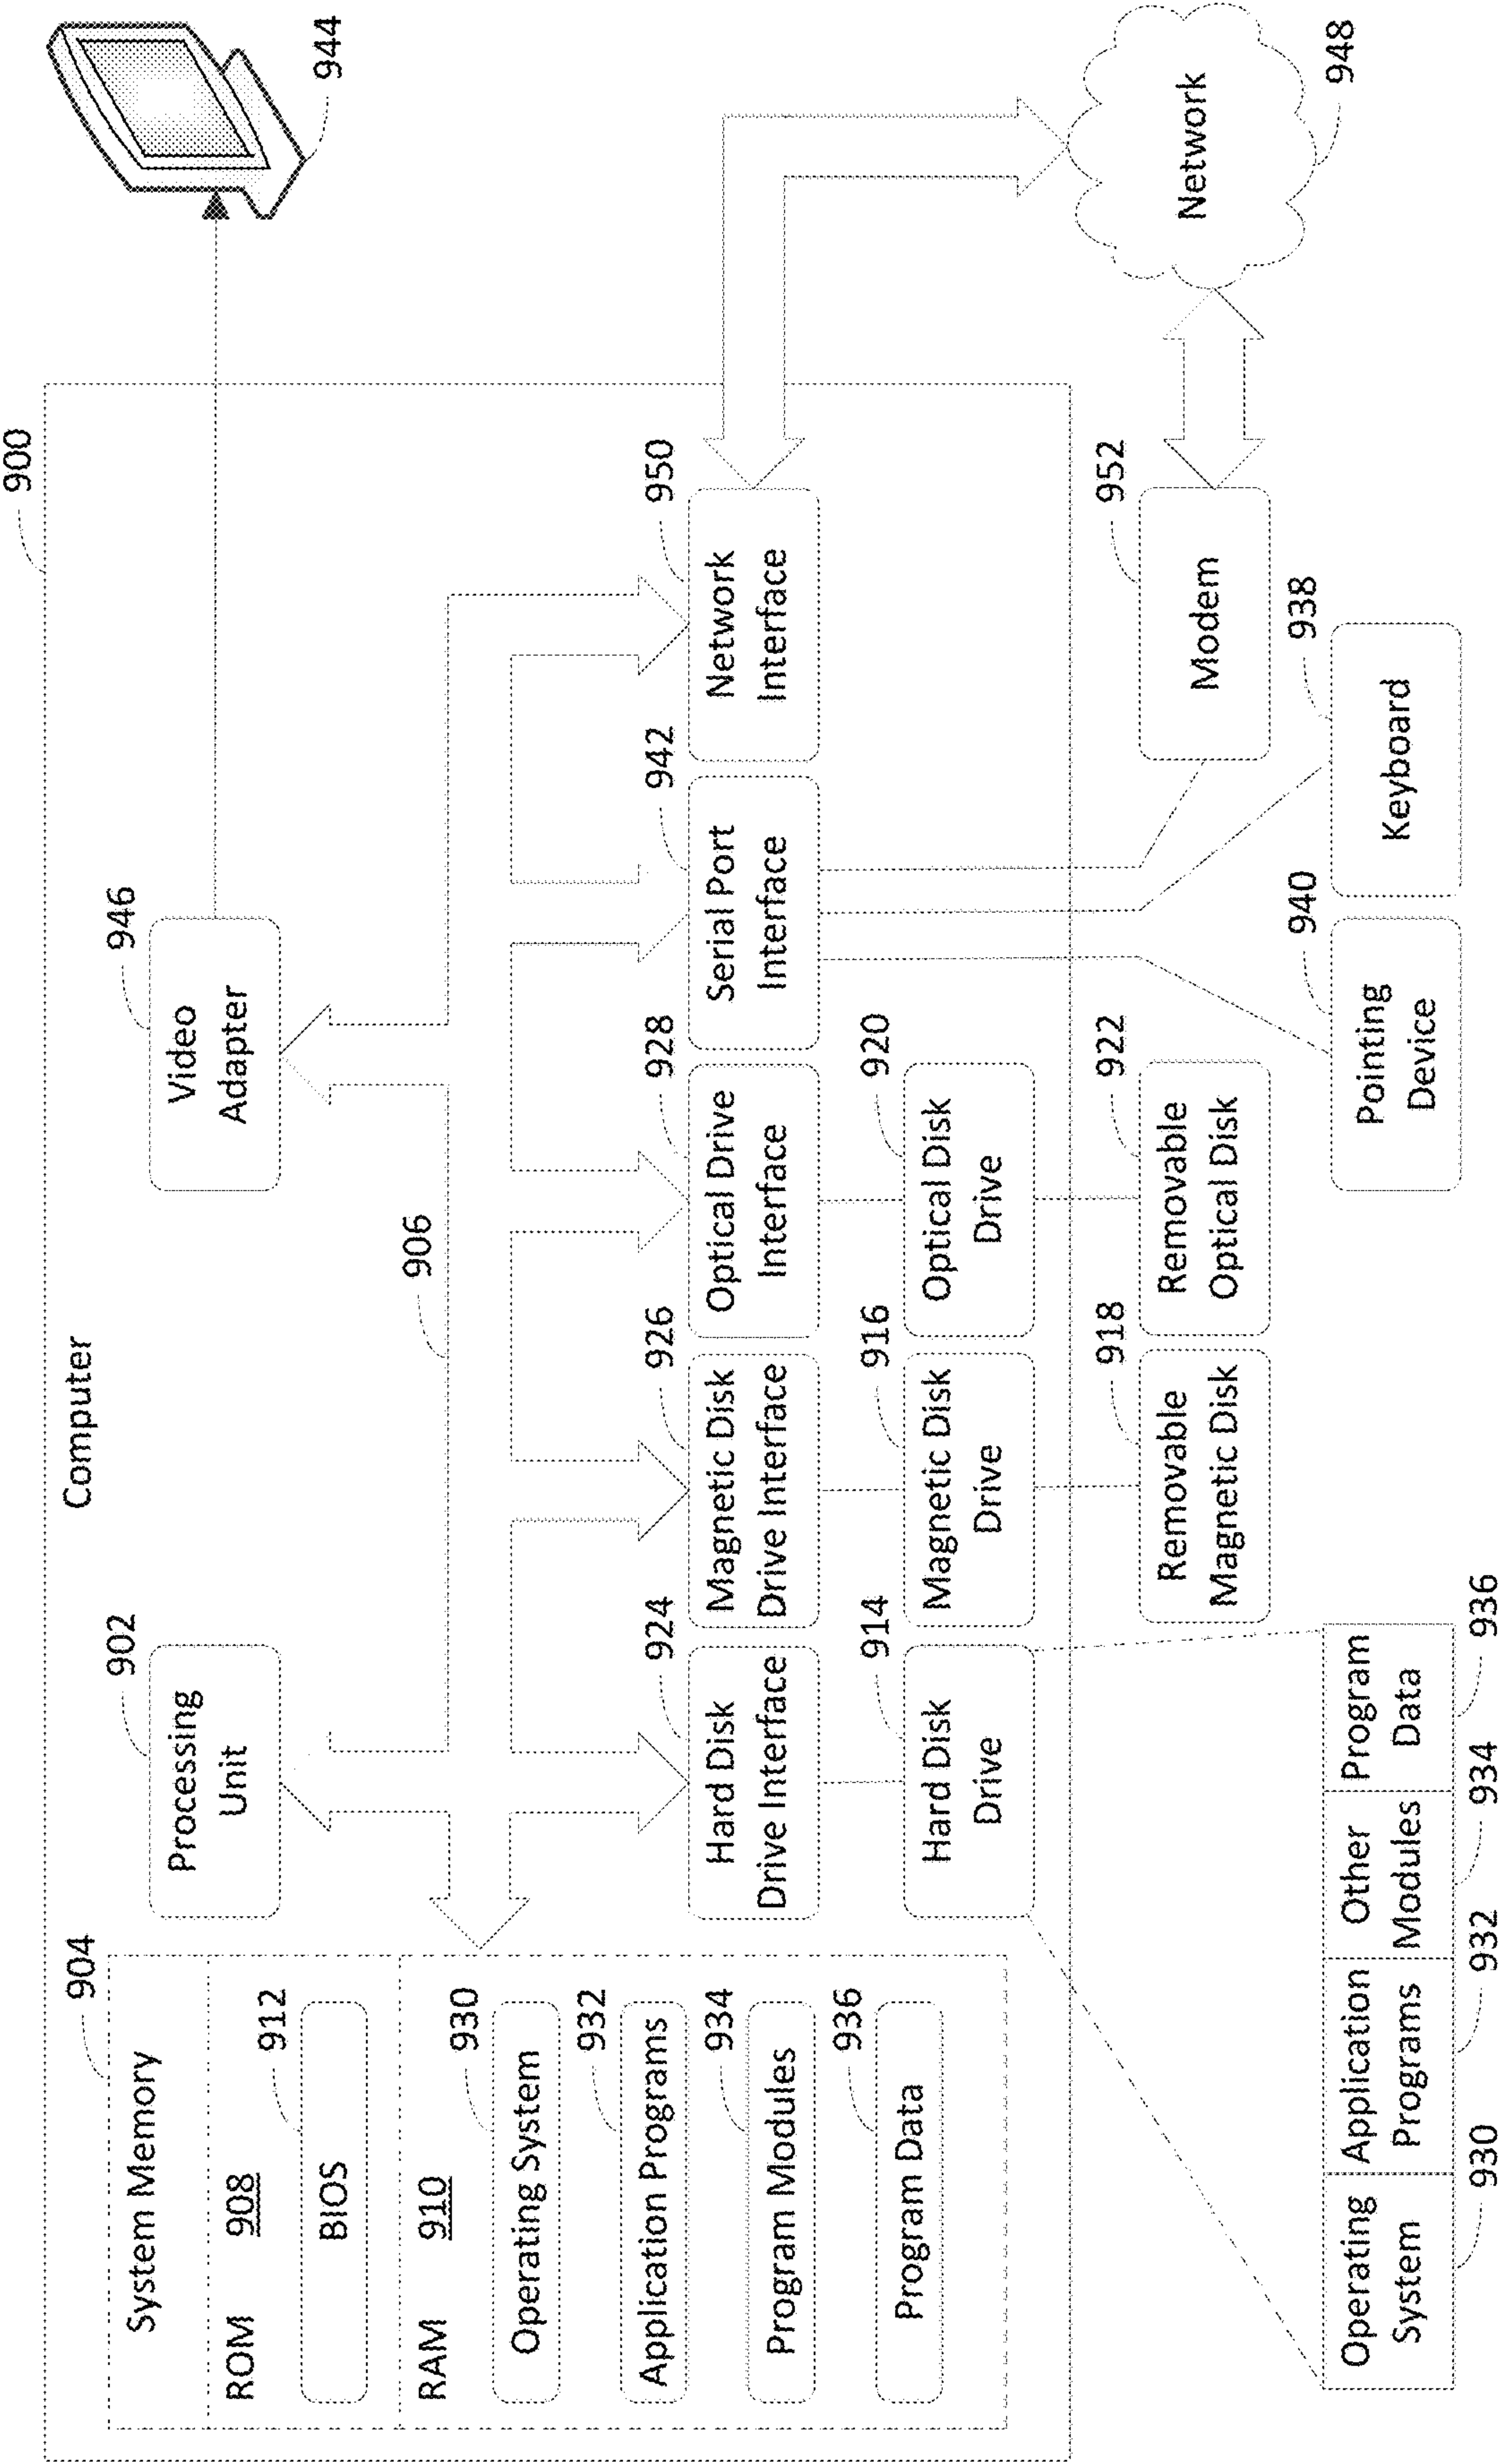 900
Computer
904
System Memory
ROM 908
912
BIOS
RAM 910
930
Operating System
932
Application Programs
934
Program Modules
936
Program Data
902
Processing
Unit
946
Video
Adapter
944
906
924
Hard Disk
Drive Interface
926
Magnetic Disk
Drive Interface
928
Optical Drive
Interface
942
Serial Port
Interface
950
Network
Interface
914
Hard Disk
Drive
916
Magnetic Disk
Drive
920
Optical Disk
Drive
918
Removable
Magnetic Disk
922
Removable
Optical Disk
952
Modem
Network
948
940
Pointing
Device
938
Keyboard
Operating
System
930
Application
Programs
932
Other
Modules
934
Program
Data
936